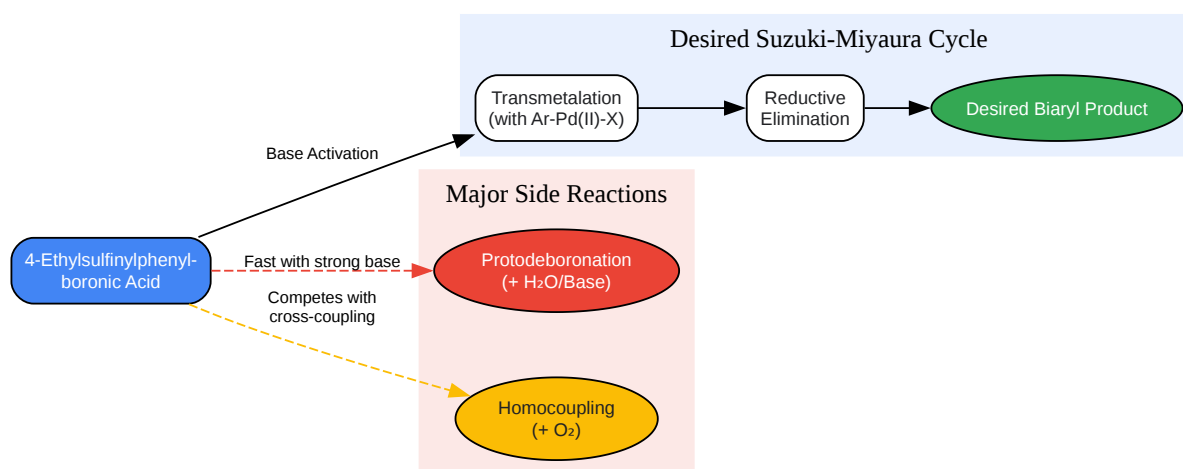 Desired Suzuki-Miyaura Cycle
Transmetalation
(with Ar-Pd(II)-X)
Reductive
Elimination
Desired Biaryl Product
Base Activation
Major Side Reactions
4-Ethylsulfinylphenyl-
boronic Acid
Fast with strong base
Protodeboronation
(+ H₂O/Base)
Competes with
cross-coupling
Homocoupling
(+ O₂)